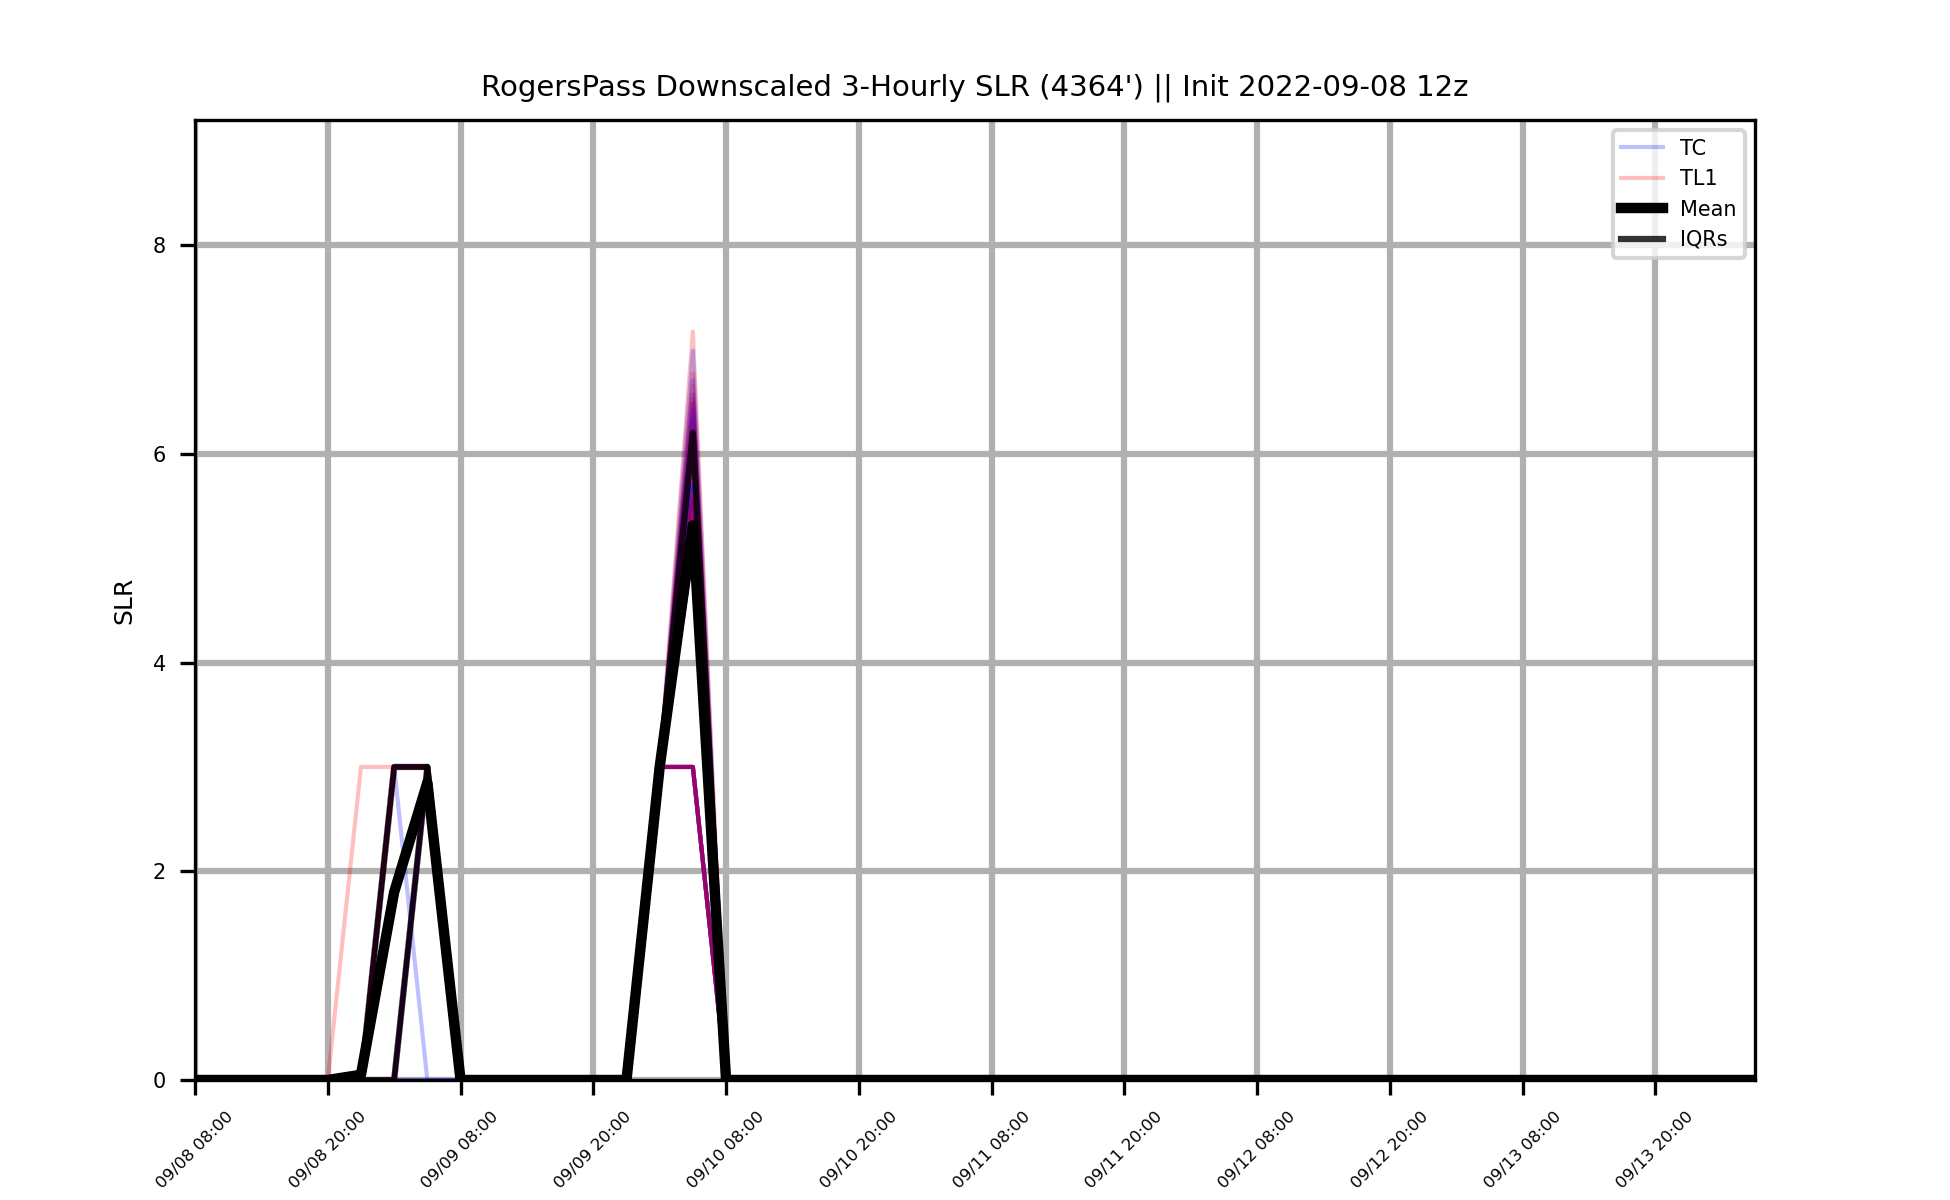 RogersPass Downscaled 3-Hourly SLR (4364') || Init 2022-09-08 12z
TC
TL1
Mean
IQRs
SLR
8
6
4
2
0
09/08 08:00
09/08 20:00
09/09 08:00
09/09 20:00
09/10 08:00
09/10 20:00
09/11 08:00
09/11 20:00
09/12 08:00
09/12 20:00
09/13 08:00
09/13 20:00